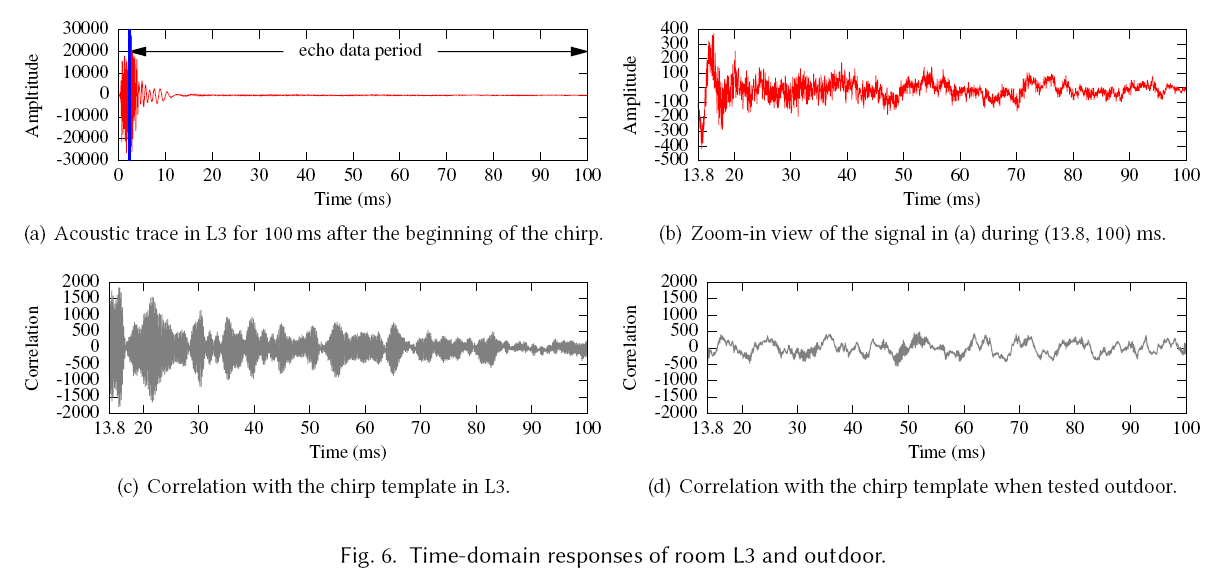 30000
20000
10000
0
-10000
-20000
-30000
Amplitude
echo data period
0 10 20 30 40 50 60 70 80 90 100
Time (ms)
(a) Acoustic trace in L3 for 100 ms after the beginning of the chirp.
400
300
200
100
0
-100
-200
-300
-400
-500
Amplitude
13.8 20 30 40 50 60 70 80 90 100
Time (ms)
(b) Zoom-in view of the signal in (a) during (13.8, 100) ms.
2000
1500
1000
500
0
-500
-1000
-1500
-2000
Correlation
13.8 20 30 40 50 60 70 80 90 100
Time (ms)
(c) Correlation with the chirp template in L3.
2000
1500
1000
500
0
-500
-1000
-1500
-2000
Correlation
13.8 20 30 40 50 60 70 80 90 100
Time (ms)
(d) Correlation with the chirp template when tested outdoor.
Fig. 6. Time-domain responses of room L3 and outdoor.